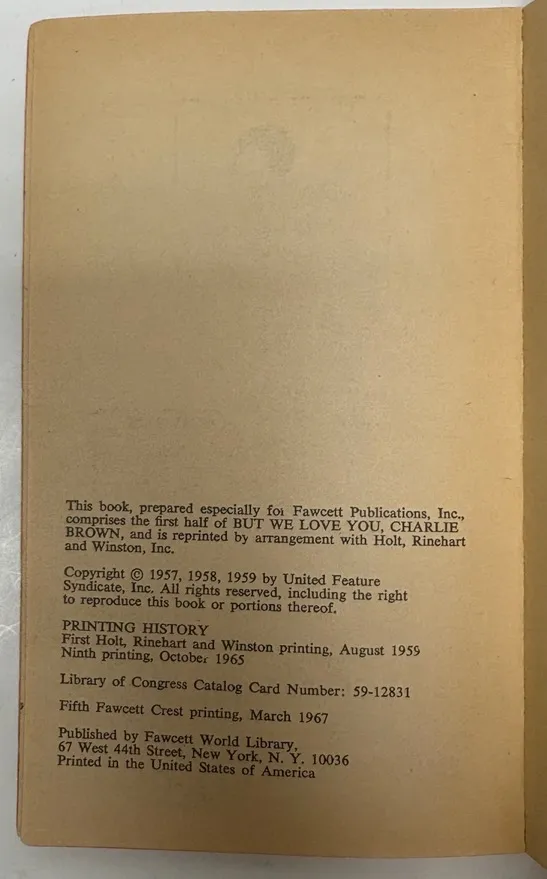 This book, prepared especially for Fawcett Publications, Inc.,
comprises the first half of BUT WE LOVE YOU, CHARLIE
BROWN, and is reprinted by arrangement with Holt, Rinehart
and Winston, Inc.
Copyright © 1957, 1958, 1959 by United Feature
Syndicate, Inc. All rights reserved, including the right
to reproduce this book or portions thereof.
PRINTING HISTORY
First Holt, Rinehart and Winston printing, August 1959
Ninth printing, October 1965
Library of Congress Catalog Card Number: 59-12831
Fifth Fawcett Crest printing, March 1967
Published by Fawcett World Library,
67 West 44th Street, New York, N. Y. 10036
Printed in the United States of America